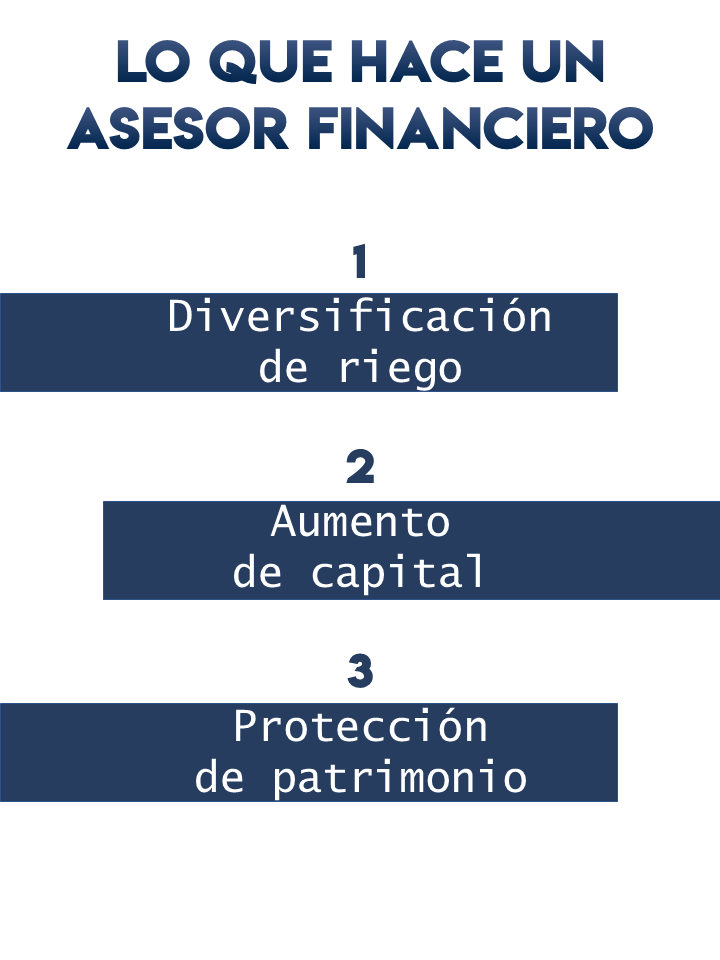 LO QUE HACE UN
ASESOR FINANCIERO
1
Diversificación
de riego
2
Aumento
de capital
3
Protección
de patrimonio